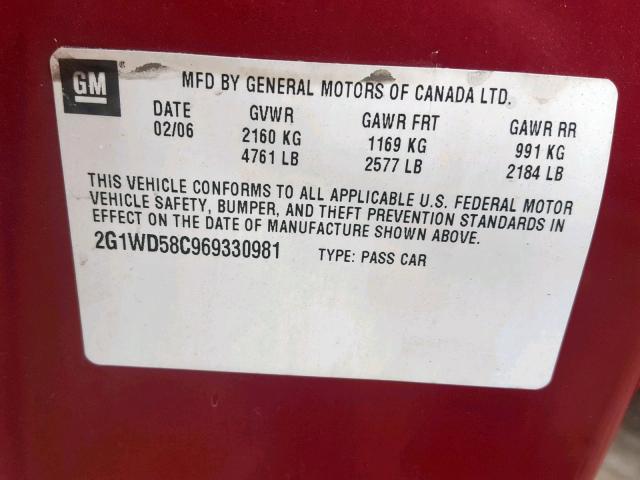 GM
MFD BY GENERAL MOTORS OF CANADA LTD.
DATE GVWR GAWR FRT GAWR RR
02/06 2160 KG 1169 KG 991 KG
4761 LB 2577 LB 2184 LB
THIS VEHICLE CONFORMS TO ALL APPLICABLE U.S. FEDERAL MOTOR
VEHICLE SAFETY, BUMPER, AND THEFT PREVENTION STANDARDS IN
EFFECT ON THE DATE OF MANUFACTURE SHOWN ABOVE.
2G1WD58C969330981 TYPE: PASS CAR